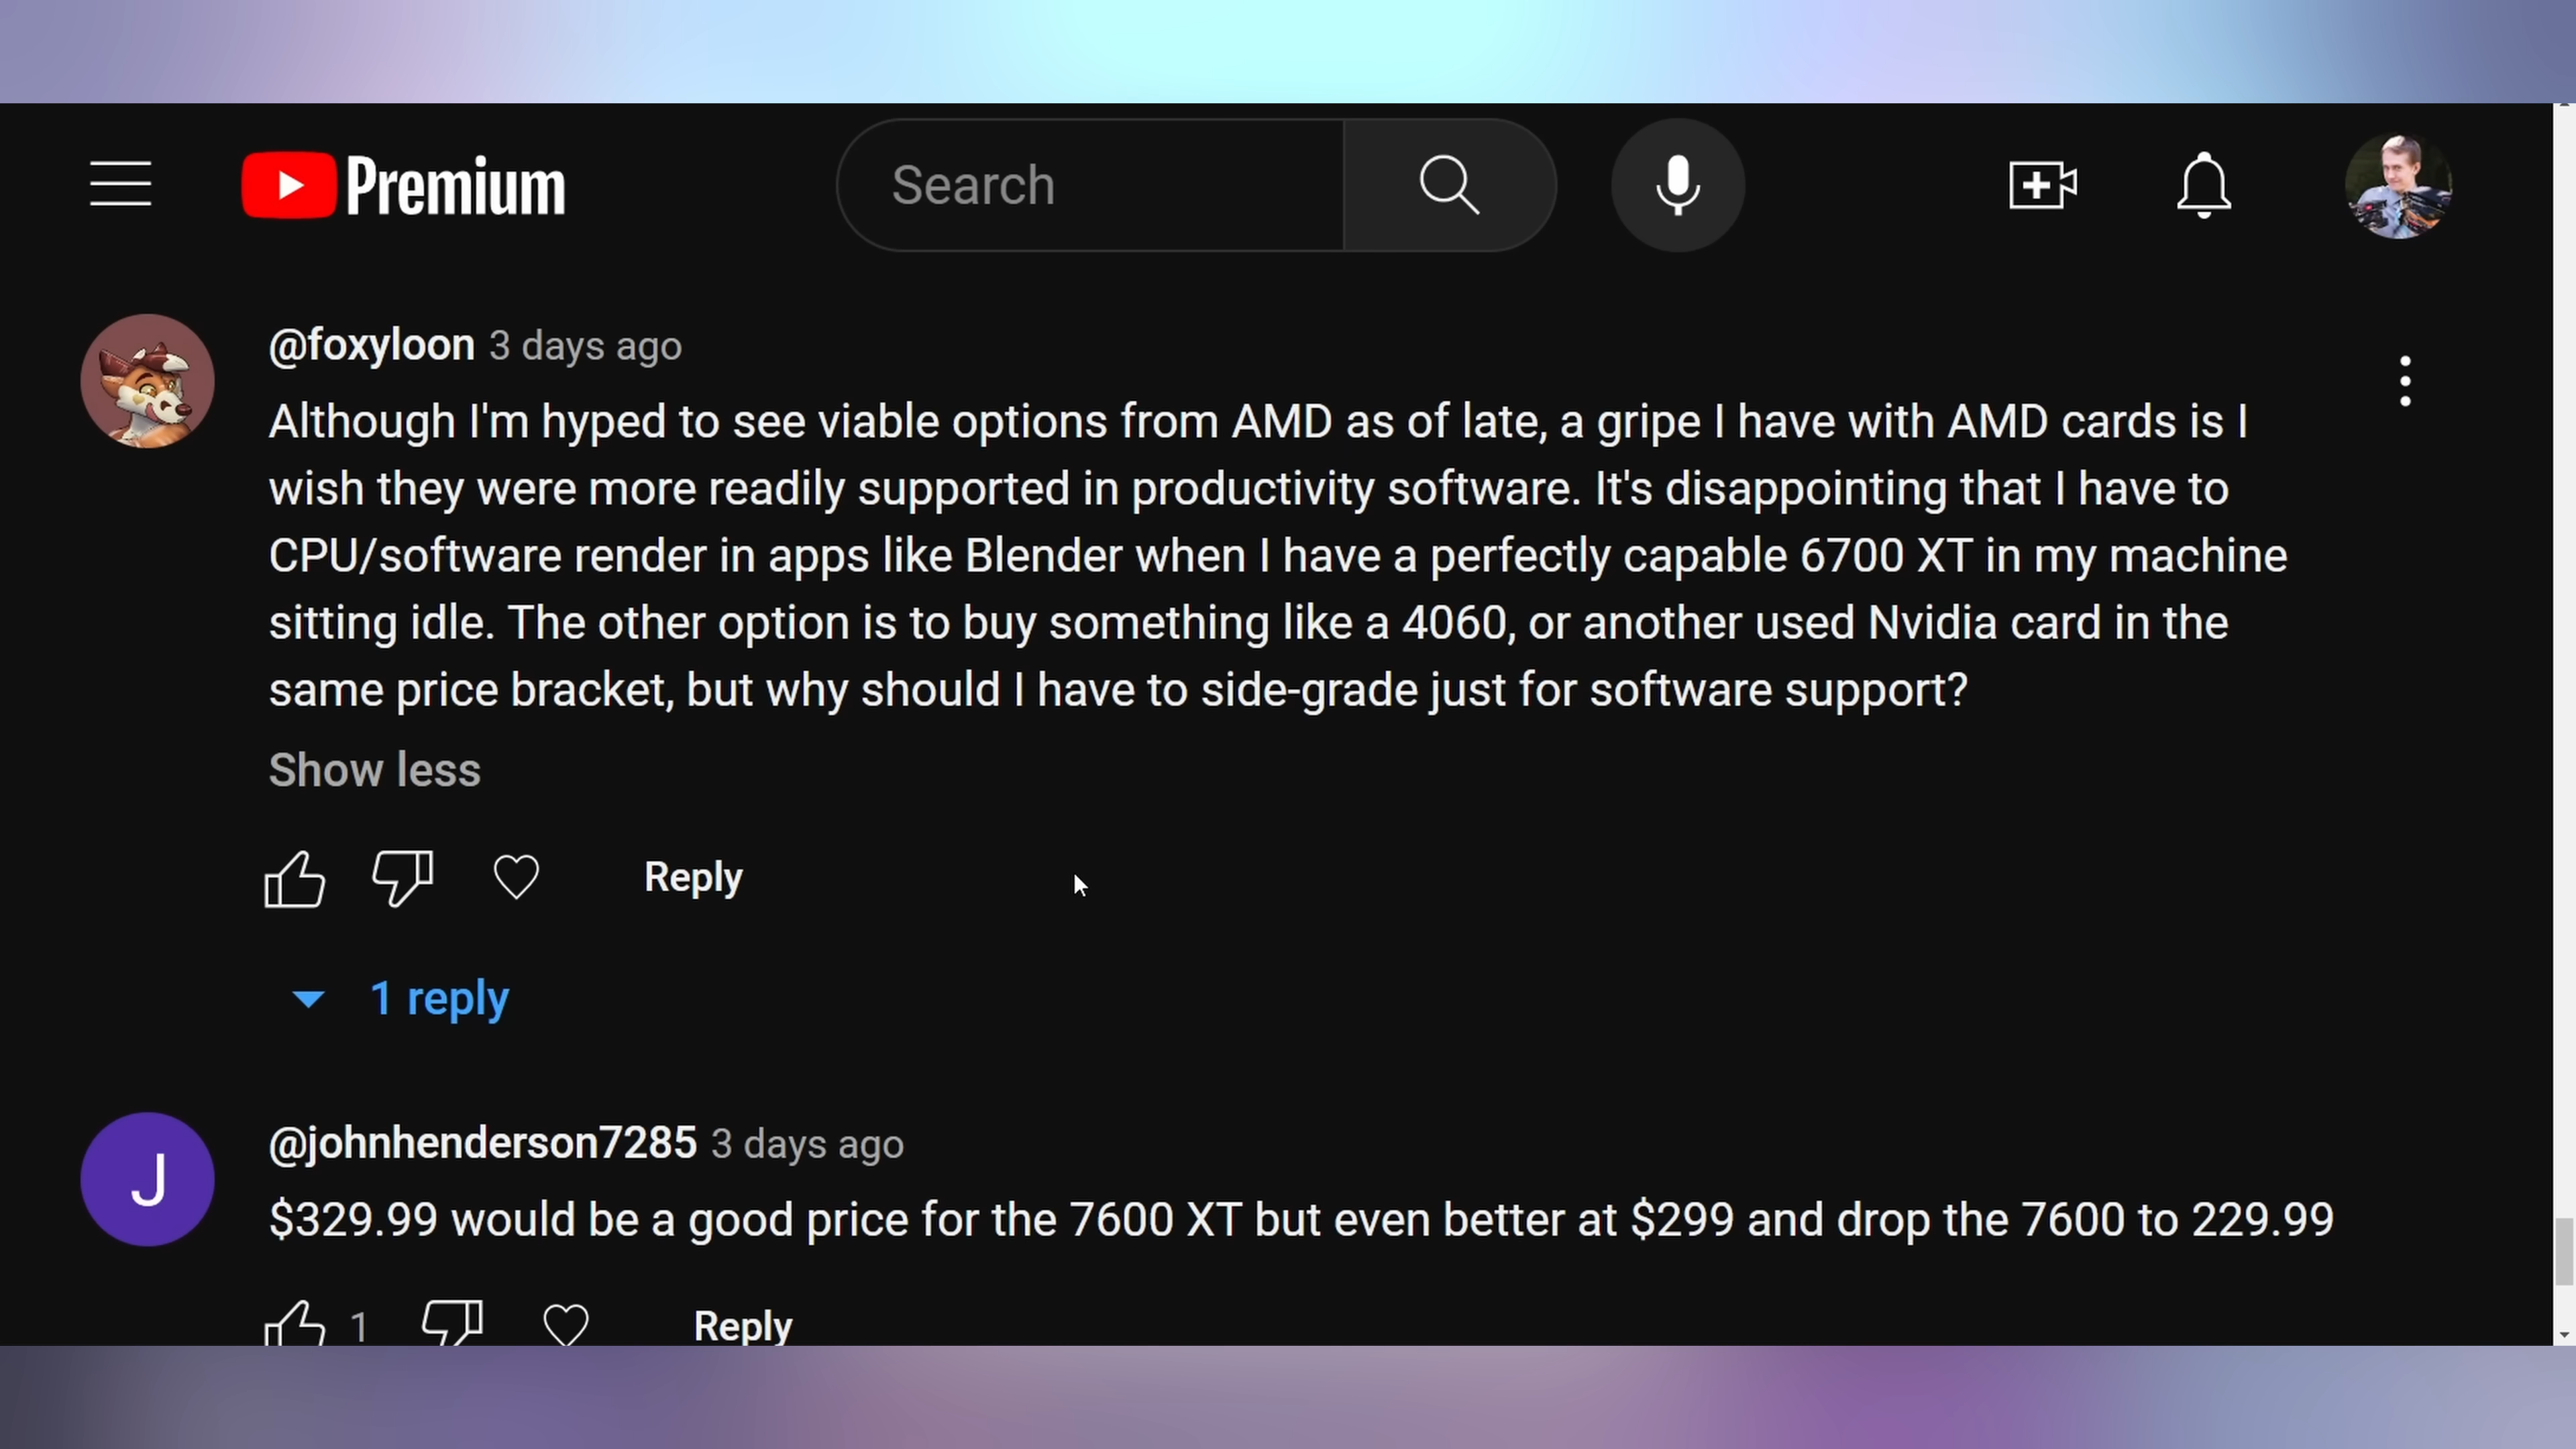 Premium
Search
@foxyloon 3 days ago
Although I'm hyped to see viable options from AMD as of late, a gripe I have with AMD cards is I
wish they were more readily supported in productivity software. It's disappointing that I have to
CPU/software render in apps like Blender when I have a perfectly capable 6700 XT in my machine
sitting idle. The other option is to buy something like a 4060, or another used Nvidia card in the
same price bracket, but why should I have to side-grade just for software support?
Show less
Reply
1 reply
J
@johnhenderson7285 3 days ago
$329.99 would be a good price for the 7600 XT but even better at $299 and drop the 7600 to 229.99
1 Reply